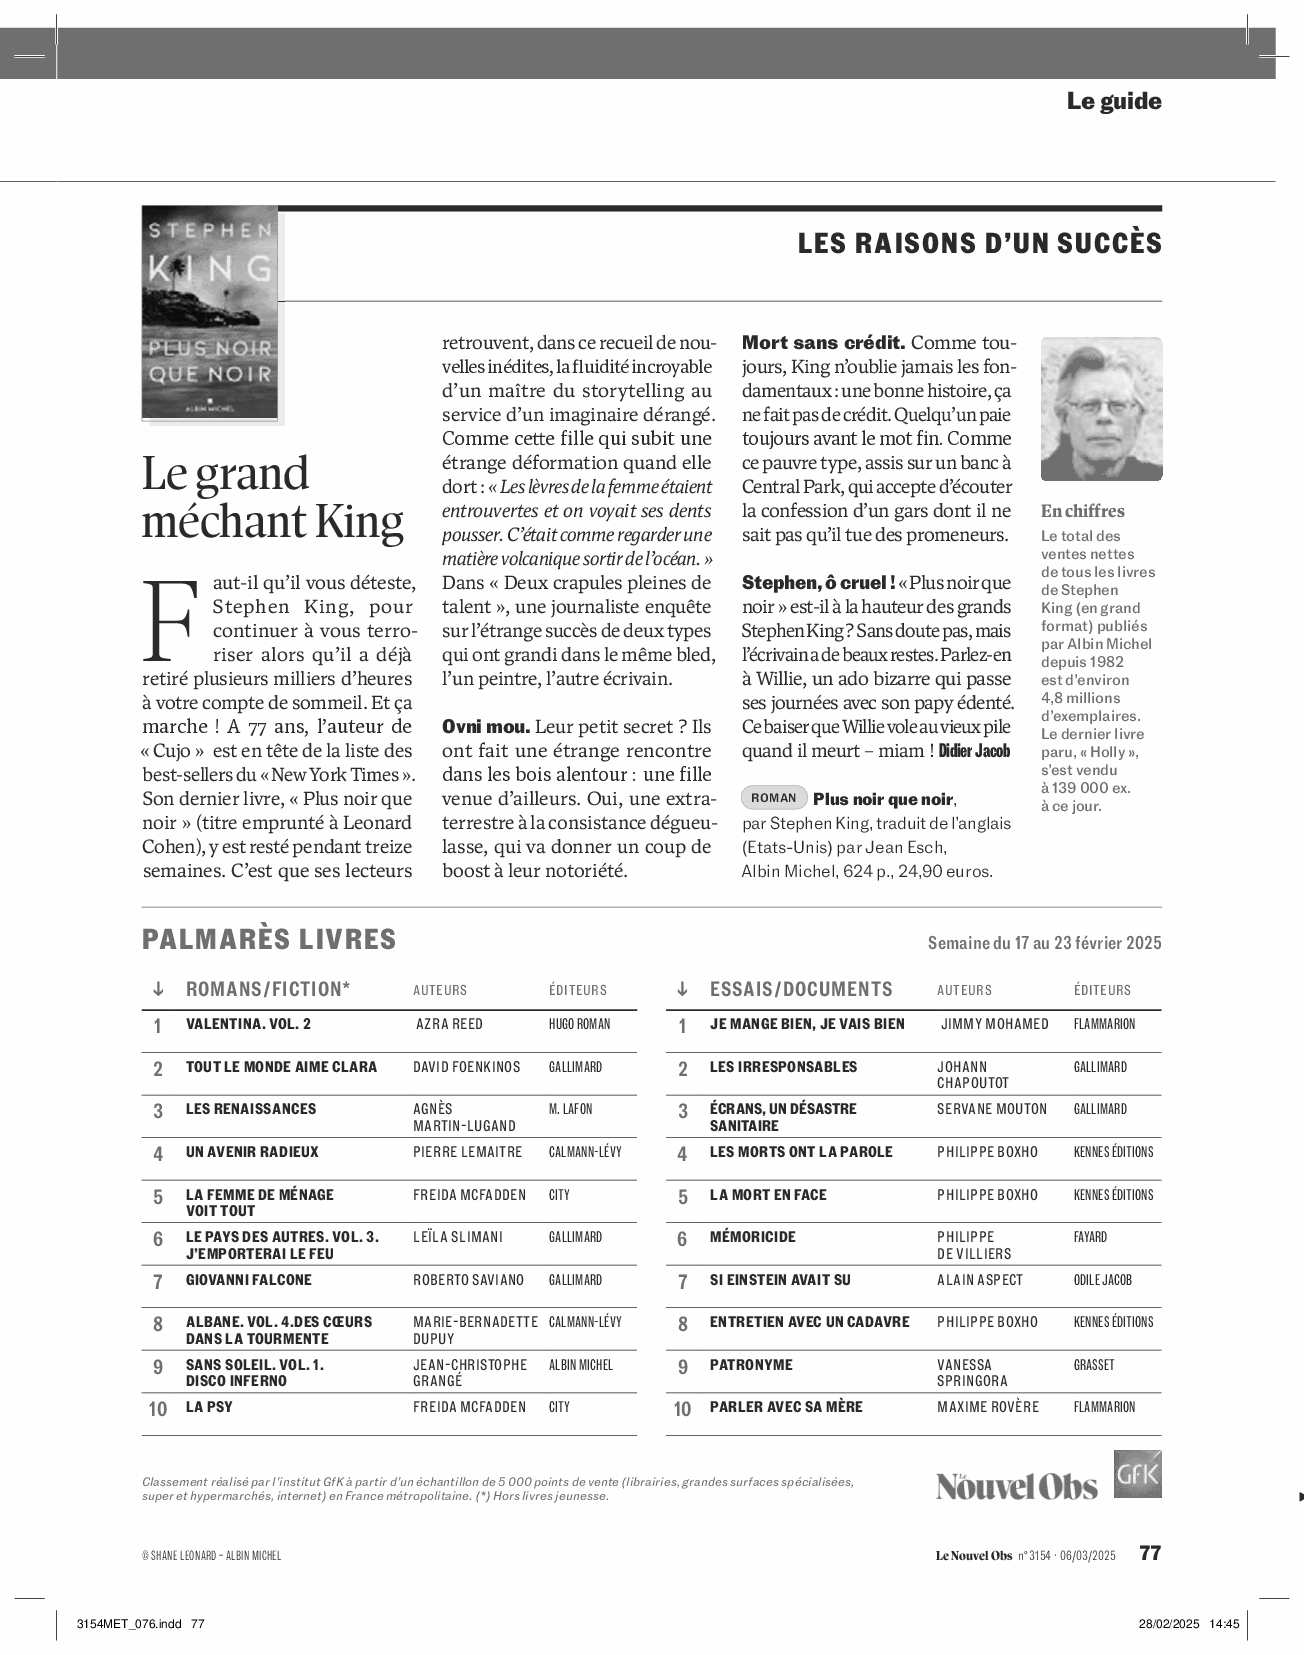 Le guide
STEPHEN
KING
PLUS NOIR
QUE NOIR
ALBIN MICHEL
LES RAISONS D’UN SUCCÈS
Le grand
méchant King
Faut-il qu’il vous déteste,
Stephen King, pour
continuer à vous terro-
riser alors qu’il a déjà
retiré plusieurs milliers d’heures
à votre compte de sommeil. Et ça
marche ! A 77 ans, l’auteur de
« Cujo » est en tête de la liste des
best-sellers du « New York Times ».
Son dernier livre, « Plus noir que
noir » (titre emprunté à Leonard
Cohen), y est resté pendant treize
semaines. C’est que ses lecteurs
retrouvent, dans ce recueil de nou-
velles inédites, la fluidité incroyable
d’un maître du storytelling au
service d’un imaginaire dérangé.
Comme cette fille qui subit une
étrange déformation quand elle
dort : « Les lèvres de la femme étaient
entrouvertes et on voyait ses dents
pousser. C’était comme regarder une
matière volcanique sortir de l’océan. »
Dans « Deux crapules pleines de
talent », une journaliste enquête
sur l’étrange succès de deux types
qui ont grandi dans le même bled,
l’un peintre, l’autre écrivain.
Ovni mou. Leur petit secret ? Ils
ont fait une étrange rencontre
dans les bois alentour : une fille
venue d’ailleurs. Oui, une extra-
terrestre à la consistance dégueu-
lasse, qui va donner un coup de
boost à leur notoriété.
Mort sans crédit. Comme tou-
jours, King n’oublie jamais les fon-
damentaux : une bonne histoire, ça
ne fait pas de crédit. Quelqu’un paie
toujours avant le mot fin. Comme
ce pauvre type, assis sur un banc à
Central Park, qui accepte d’écouter
la confession d’un gars dont il ne
sait pas qu’il tue des promeneurs.
Stephen, ô cruel ! « Plus noir que
noir » est-il à la hauteur des grands
Stephen King ? Sans doute pas, mais
l’écrivain a de beaux restes. Parlez-en
à Willie, un ado bizarre qui passe
ses journées avec son papy édenté.
Ce baiser que Willie vole au vieux pile
quand il meurt – miam ! Didier Jacob
ROMAN Plus noir que noir,
par Stephen King, traduit de l’anglais
(Etats-Unis) par Jean Esch,
Albin Michel, 624 p., 24,90 euros.
En chiffres
Le total des
ventes nettes
de tous les livres
de Stephen
King (en grand
format) publiés
par Albin Michel
depuis 1982
est d’environ
4,8 millions
d’exemplaires.
Le dernier livre
paru, « Holly »,
s’est vendu
à 139 000 ex.
à ce jour.
PALMARÈS LIVRES
Semaine du 17 au 23 février 2025
↓ ROMANS/FICTION* AUTEURS ÉDITEURS
1 VALENTINA. VOL. 2 AZRA REED HUGO ROMAN
2 TOUT LE MONDE AIME CLARA DAVID FOENKINOS GALLIMARD
3 LES RENAISSANCES AGNÈS M. LAFON
MARTIN-LUGAND
4 UN AVENIR RADIEUX PIERRE LEMAITRE CALMANN-LÉVY
5 LA FEMME DE MÉNAGE FREIDA MCFADDEN CITY
VOIT TOUT
6 LE PAYS DES AUTRES. VOL. 3. LEÏLA SLIMANI GALLIMARD
J’EMPORTERAI LE FEU
7 GIOVANNI FALCONE ROBERTO SAVIANO GALLIMARD
8 ALBANE. VOL. 4.DES CŒURS MARIE-BERNADETTE CALMANN-LÉVY
DANS LA TOURMENTE DUPUY
9 SANS SOLEIL. VOL. 1. JEAN-CHRISTOPHE ALBIN MICHEL
DISCO INFERNO GRANGÉ
10 LA PSY FREIDA MCFADDEN CITY
↓ ESSAIS/DOCUMENTS AUTEURS ÉDITEURS
1 JE MANGE BIEN, JE VAIS BIEN JIMMY MOHAMED FLAMMARION
2 LES IRRESPONSABLES JOHANN GALLIMARD
CHAPOUTOT
3 ÉCRANS, UN DÉSASTRE SERVANE MOUTON GALLIMARD
SANITAIRE
4 LES MORTS ONT LA PAROLE PHILIPPE BOXHO KENNES ÉDITIONS
5 LA MORT EN FACE PHILIPPE BOXHO KENNES ÉDITIONS
6 MÉMORICIDE PHILIPPE FAYARD
DE VILLIERS
7 SI EINSTEIN AVAIT SU ALAIN ASPECT ODILE JACOB
8 ENTRETIEN AVEC UN CADAVRE PHILIPPE BOXHO KENNES ÉDITIONS
9 PATRONYME VANESSA GRASSET
SPRINGORA
10 PARLER AVEC SA MÈRE MAXIME ROVÈRE FLAMMARION
Classement réalisé par l’institut GfK à partir d’un échantillon de 5 000 points de vente (librairies, grandes surfaces spécialisées,
super et hypermarchés, internet) en France métropolitaine. (*) Hors livres jeunesse.
Le Nouvel Obs
GfK
© SHANE LEONARD – ALBIN MICHEL
Le Nouvel Obs n° 3154 · 06/03/2025 77
3154MET_076.indd 77
28/02/2025 14:45